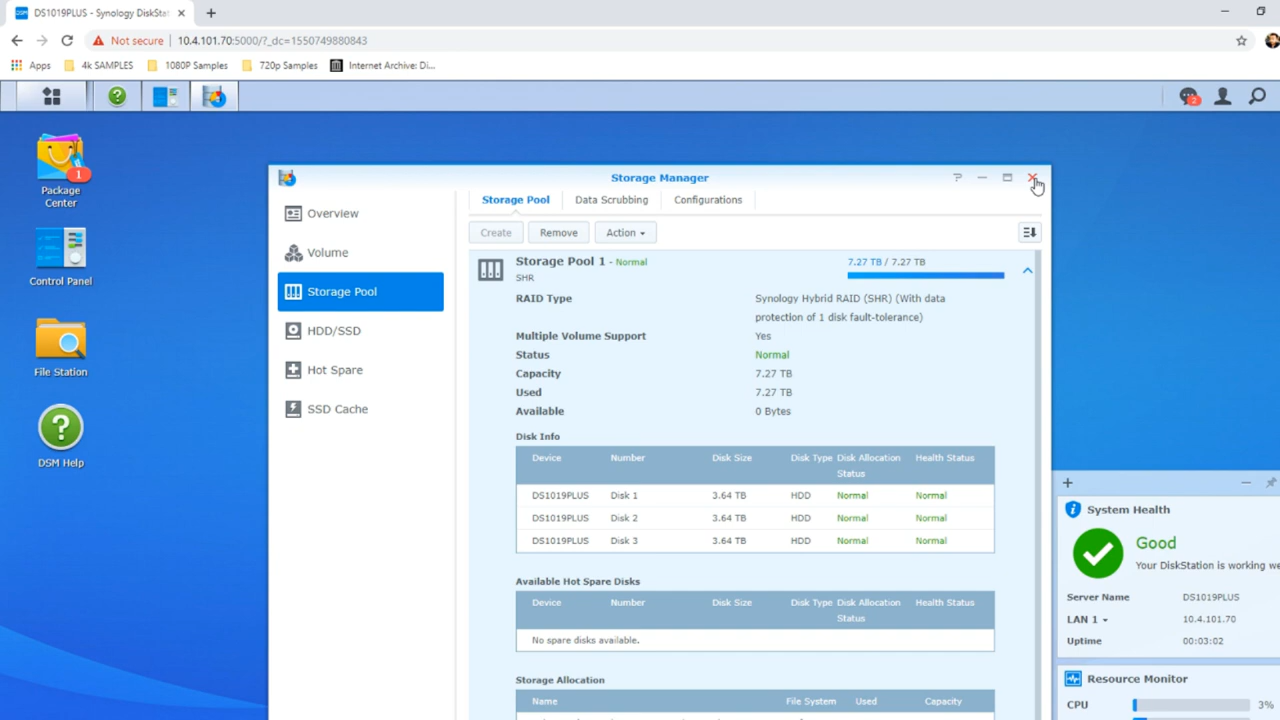 DS1019PLUS - Synology DiskStat
Not secure
10.4.101.70:5000/?_dc=1550749880843
Apps
4k SAMPLES
1080P Samples
720p Samples
Internet Archive: Di...
2
1
Package
Center
Control Panel
File Station
DSM Help
Storage Manager
Overview
Volume
Storage Pool
HDD/SSD
Hot Spare
SSD Cache
Storage Pool
Data Scrubbing
Configurations
Create
Remove
Action
Storage Pool 1 - Normal
SHR
7.27 TB / 7.27 TB
RAID Type
Synology Hybrid RAID (SHR) (With data
protection of 1 disk fault-tolerance)
Multiple Volume Support Yes
Status Normal
Capacity 7.27 TB
Used 7.27 TB
Available 0 Bytes
Disk Info
Device Number Disk Size Disk Type Disk Allocation Status Health Status
DS1019PLUS Disk 1 3.64 TB HDD Normal Normal
DS1019PLUS Disk 2 3.64 TB HDD Normal Normal
DS1019PLUS Disk 3 3.64 TB HDD Normal Normal
Available Hot Spare Disks
Device Number Disk Size Disk Type Disk Allocation Status Health Status
No spare disks available.
Storage Allocation
Name File System Used Capacity
System Health
Good
Your DiskStation is working we
Server Name DS1019PLUS
LAN 1 10.4.101.70
Uptime 00:03:02
Resource Monitor
CPU 3%